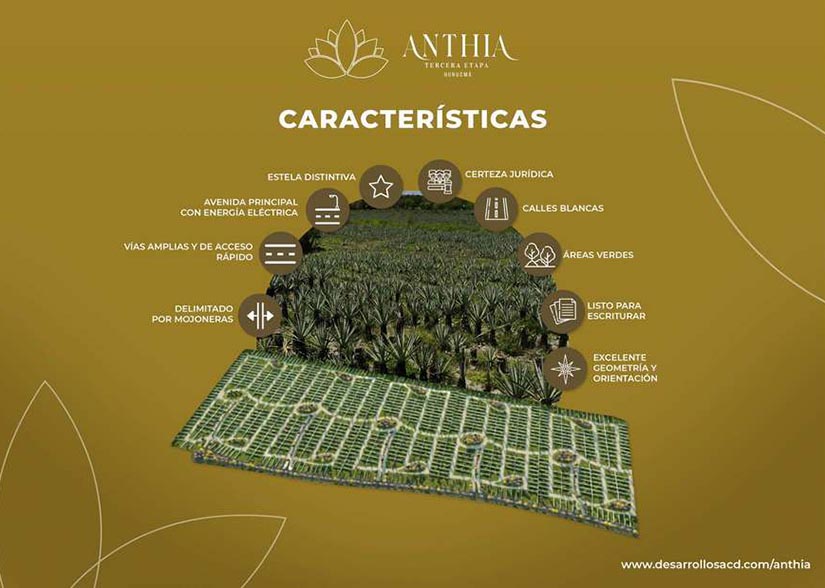 ANTHIA
TERCERA ETAPA
HUNUZMÉ
CARACTERÍSTICAS
ESTELA DISTINTIVA
CERTEZA JURÍDICA
AVENIDA PRINCIPAL
CON ENERGÍA ELÉCTRICA
CALLES BLANCAS
VÍAS AMPLIAS Y DE ACCESO
RÁPIDO
ÁREAS VERDES
DELIMITADO
POR MOJONERAS
LISTO PARA
ESCRITURAR
EXCELENTE
GEOMETRÍA Y
ORIENTACIÓN
www.desarrollosacd.com/anthia